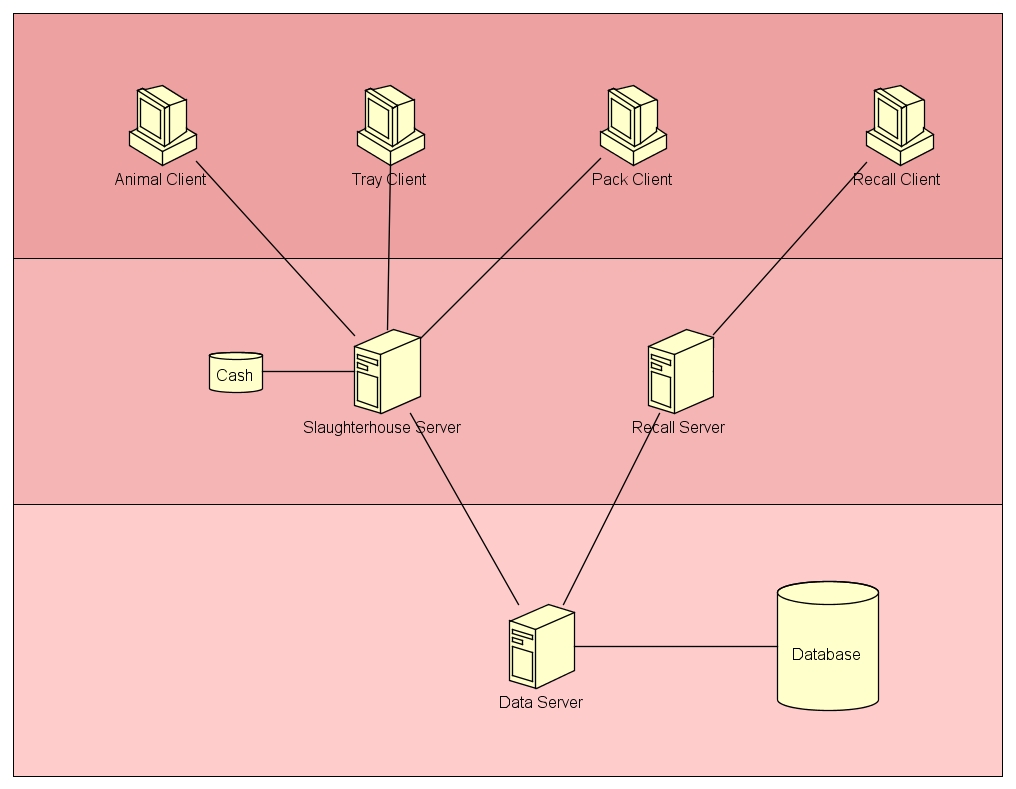 Animal Client
Tray Client
Pack Client
Recall Client
Cash
Slaughterhouse Server
Recall Server
Database
Data Server